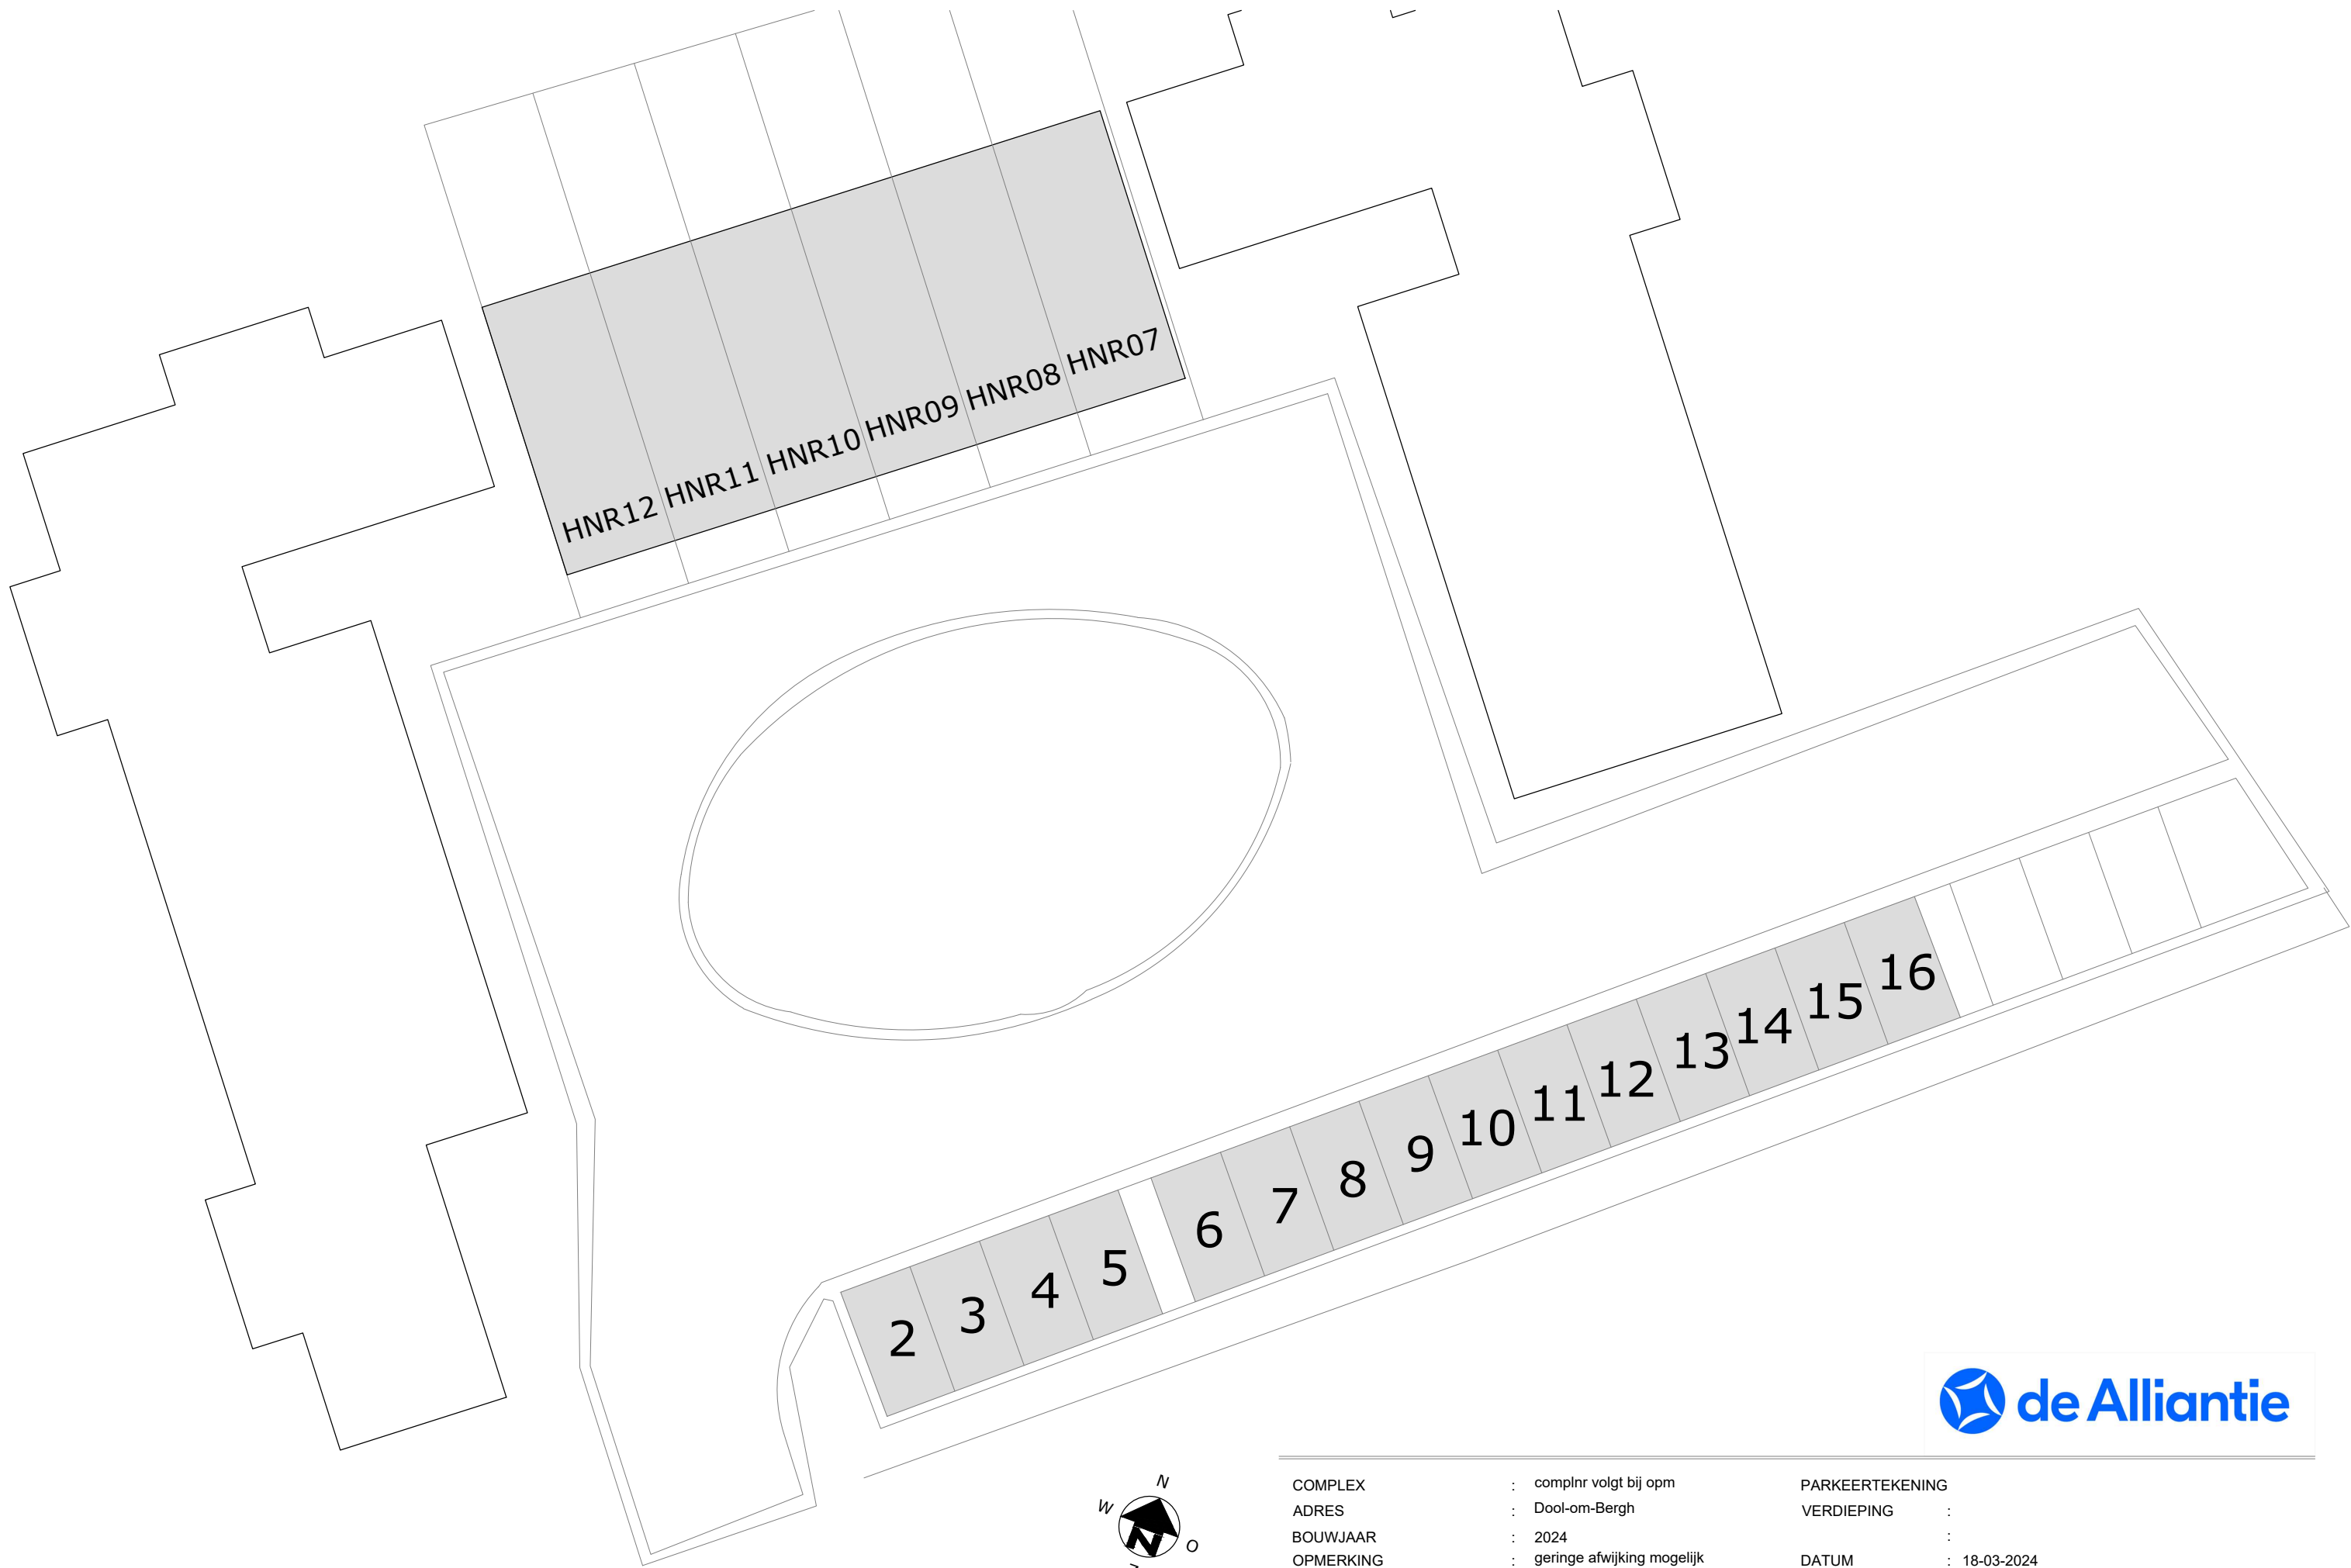 HNR12 HNR11 HNR10 HNR09 HNR08 HNR07
16
15
14
13
12
11
10
9
8
7
6
5
4
3
2
de Alliantie
N
W
O
Z
COMPLEX : complnr volgt bij opm PARKEERTEKENING
ADRES : Dool-om-Bergh VERDIEPING :
BOUWJAAR : 2024 :
OPMERKING : geringe afwijking mogelijk DATUM : 18-03-2024